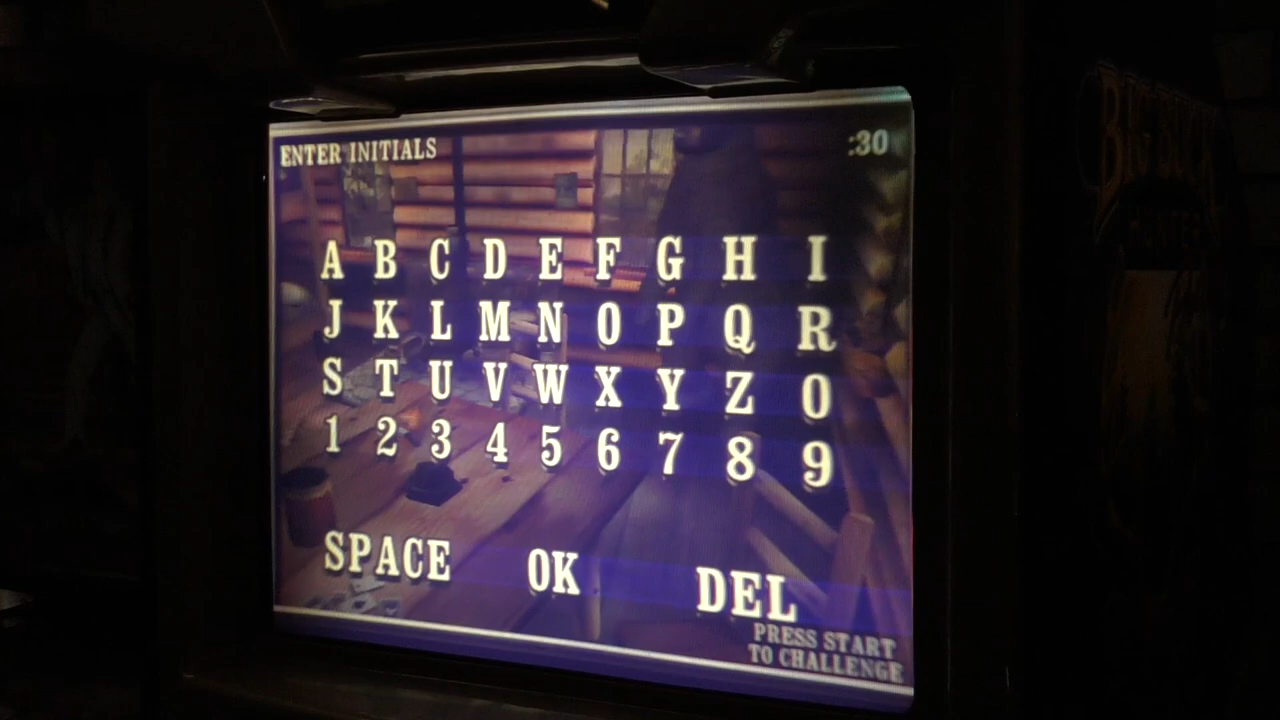 ENTER INITIALS :30
A B C D E F G H I
J K L M N O P Q R
S T U V W X Y Z 0
1 2 3 4 5 6 7 8 9
SPACE OK DEL
PRESS START
TO CHALLENGE